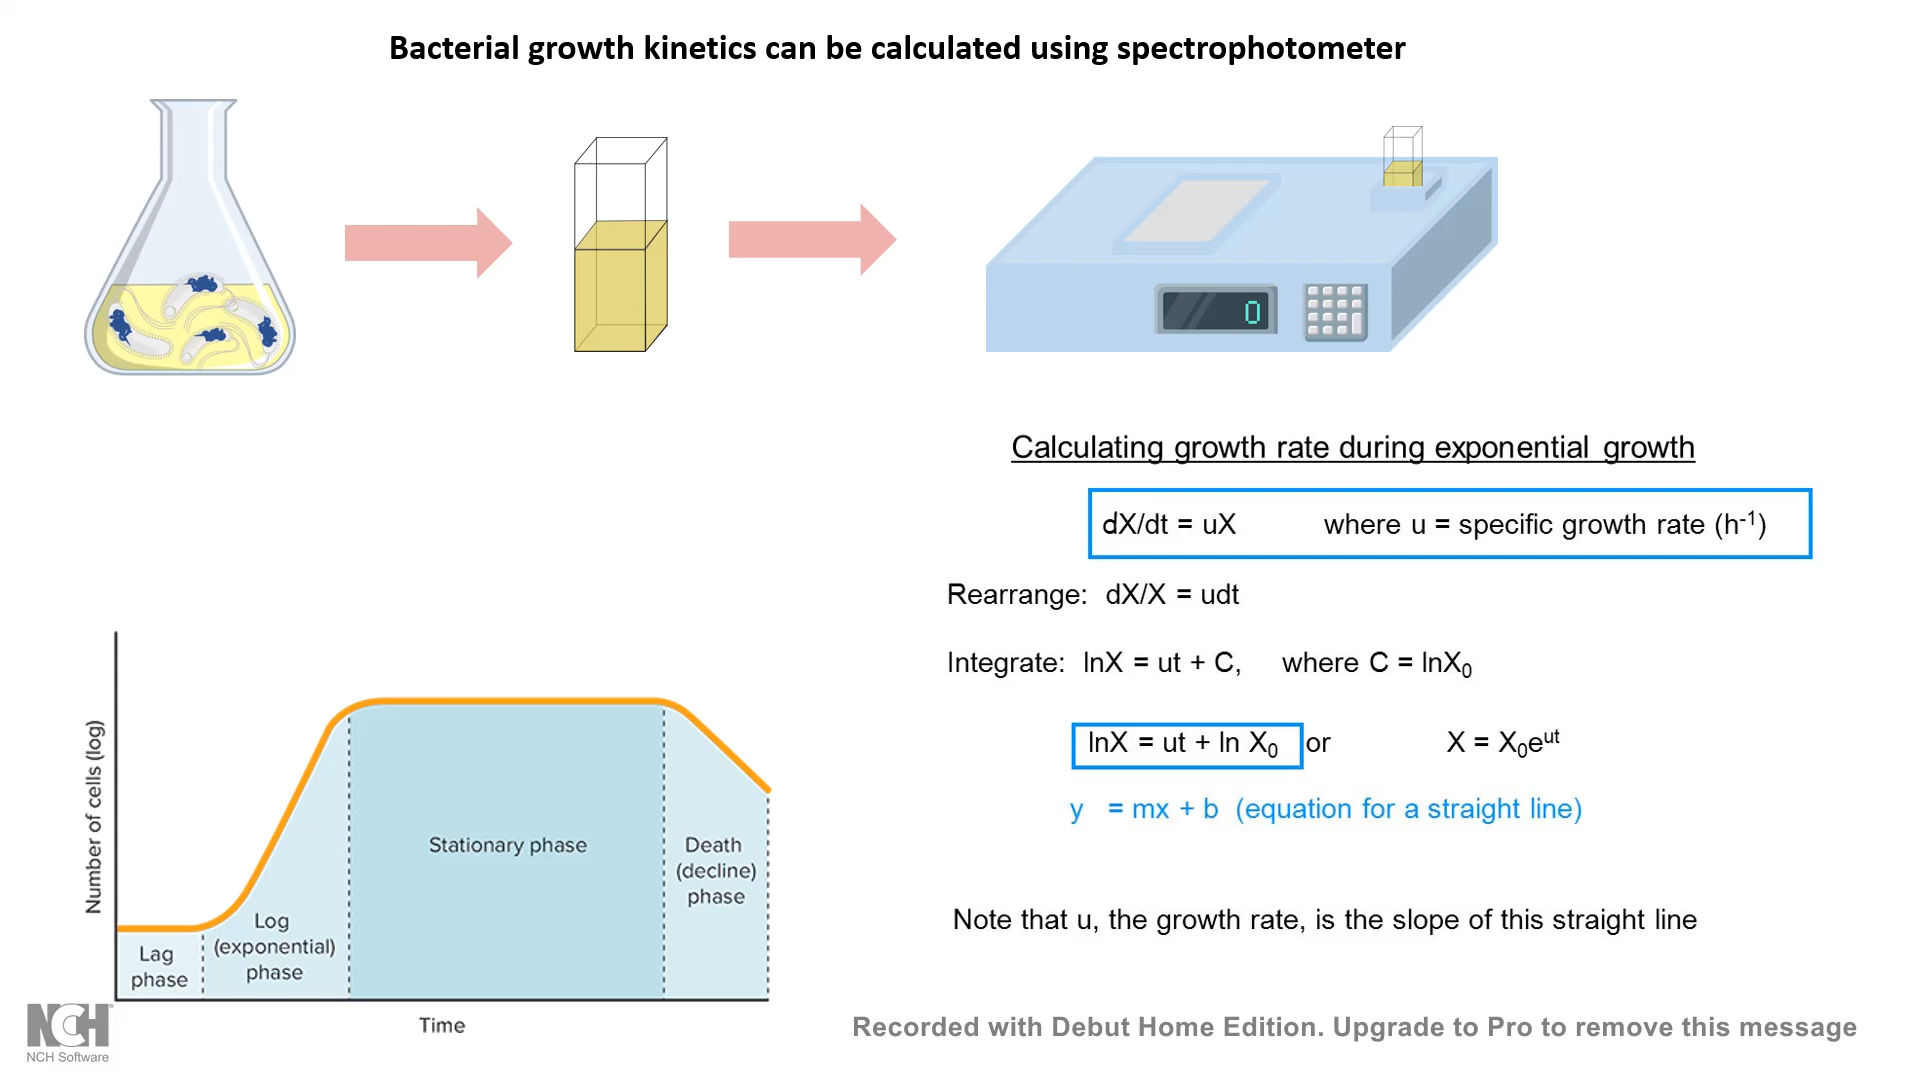 Bacterial growth kinetics can be calculated using spectrophotometer
0
Calculating growth rate during exponential growth
dX/dt = uX where u = specific growth rate (h⁻¹)
Rearrange: dX/X = udt
Integrate: lnX = ut + C, where C = lnX₀
lnX = ut + ln X₀ or X = X₀eᵘᵗ
y = mx + b (equation for a straight line)
Note that u, the growth rate, is the slope of this straight line
Number of cells (log)
Lag
phase
Log
(exponential)
phase
Stationary phase
Death
(decline)
phase
Time
NCH
NCH Software
Recorded with Debut Home Edition. Upgrade to Pro to remove this message